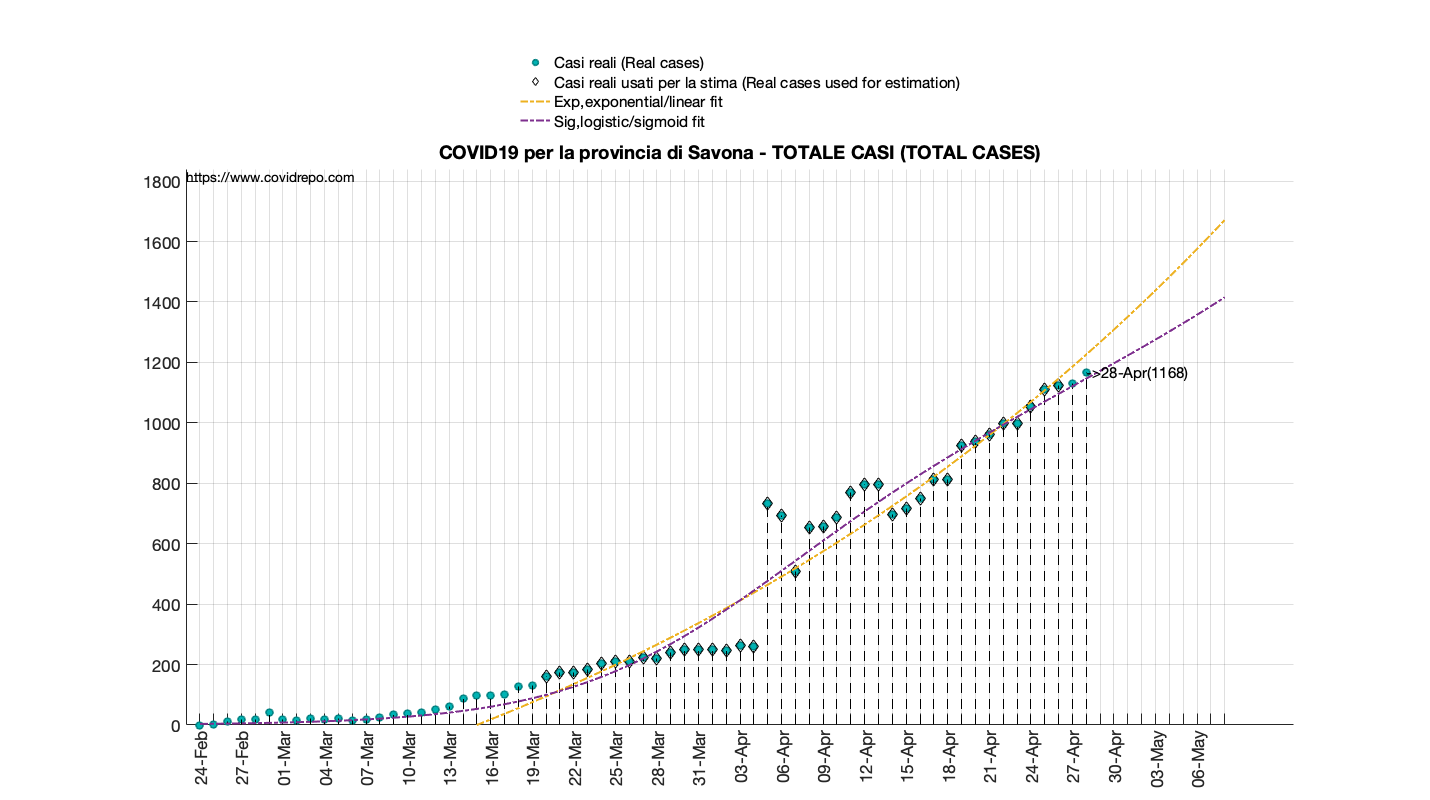 Casi reali (Real cases)
Casi reali usati per la stima (Real cases used for estimation)
Exp,exponential/linear fit
Sig,logistic/sigmoid fit
COVID19 per la provincia di Savona - TOTALE CASI (TOTAL CASES)
https://www.covidrepo.com
1800
1600
1400
1200
1000
800
600
400
200
0
->28-Apr(1168)
24-Feb
27-Feb
01-Mar
04-Mar
07-Mar
10-Mar
13-Mar
16-Mar
19-Mar
22-Mar
25-Mar
28-Mar
31-Mar
03-Apr
06-Apr
09-Apr
12-Apr
15-Apr
18-Apr
21-Apr
24-Apr
27-Apr
30-Apr
03-May
06-May